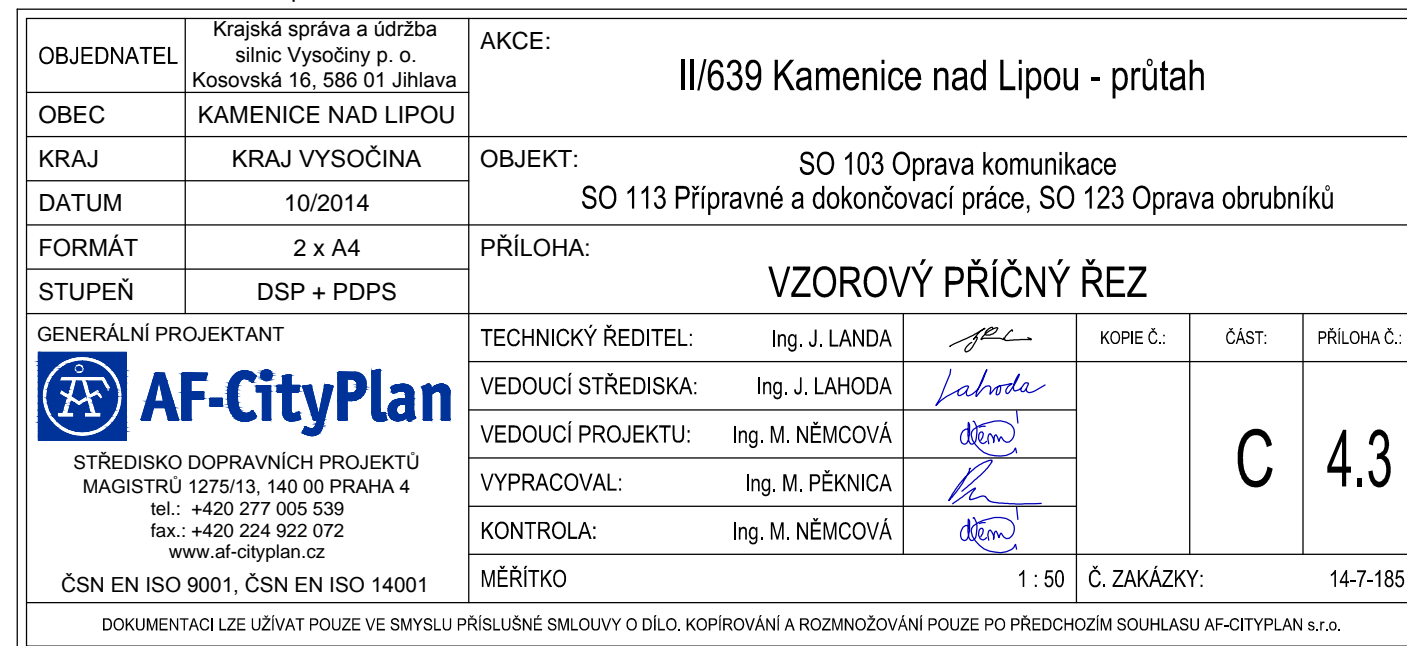 OBJEDNATEL
Krajská správa a údržba
silnic Vysočiny p. o.
Kosovská 16, 586 01 Jihlava
AKCE:
II/639 Kamenice nad Lipou - průtah
OBEC
KAMENICE NAD LIPOU
KRAJ
KRAJ VYSOČINA
OBJEKT:
SO 103 Oprava komunikace
SO 113 Přípravné a dokončovací práce, SO 123 Oprava obrubníků
DATUM
10/2014
FORMÁT
2 x A4
PŘÍLOHA:
VZOROVÝ PŘÍČNÝ ŘEZ
STUPEŇ
DSP + PDPS
GENERÁLNÍ PROJEKTANT
AF-CityPlan
STŘEDISKO DOPRAVNÍCH PROJEKTŮ
MAGISTRŮ 1275/13, 140 00 PRAHA 4
tel.: +420 277 005 539
fax.: +420 224 922 072
www.af-cityplan.cz
ČSN EN ISO 9001, ČSN EN ISO 14001
TECHNICKÝ ŘEDITEL: Ing. J. LANDA
VEDOUCÍ STŘEDISKA: Ing. J. LAHODA Lahoda
VEDOUCÍ PROJEKTU: Ing. M. NĚMCOVÁ
VYPRACOVAL: Ing. M. PĚKNICA
KONTROLA: Ing. M. NĚMCOVÁ
KOPIE Č.:
ČÁST:
C
PŘÍLOHA Č.:
4.3
MĚŘÍTKO 1 : 50
Č. ZAKÁZKY: 14-7-185
DOKUMENTACI LZE UŽÍVAT POUZE VE SMYSLU PŘÍSLUŠNÉ SMLOUVY O DÍLO. KOPÍROVÁNÍ A ROZMNOŽOVÁNÍ POUZE PO PŘEDCHOZÍM SOUHLASU AF-CITYPLAN s.r.o.